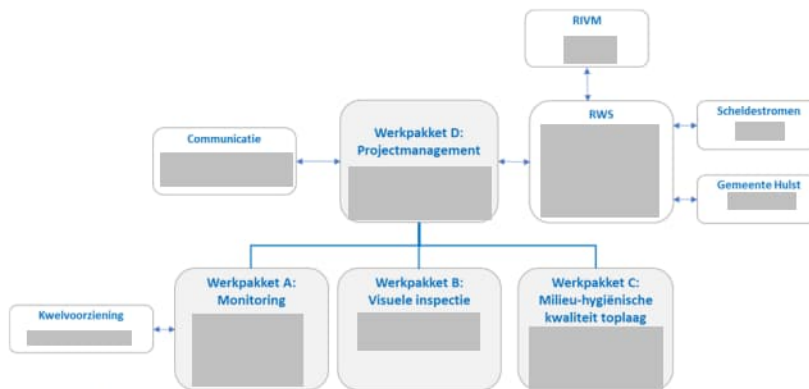 RIVM
RWS
Scheldestromen
Gemeente Hulst
Communicatie
Werkpakket D:
Projectmanagement
Werkpakket A:
Monitoring
Werkpakket B:
Visuele inspectie
Werkpakket C:
Milieu-hygiënische
kwaliteit toplaag
Kwelvoorziening